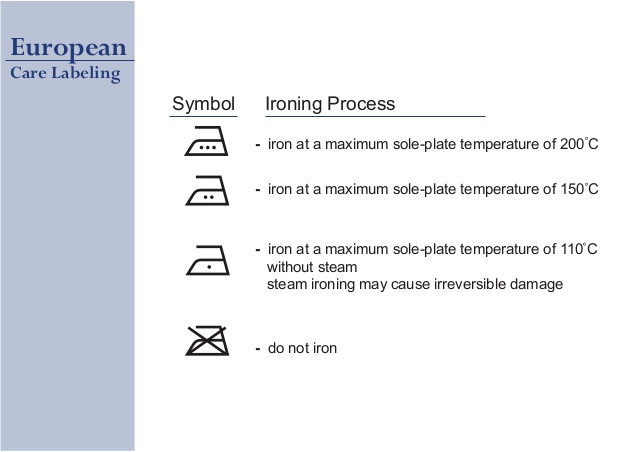 European
Care Labeling
Symbol Ironing Process
- iron at a maximum sole-plate temperature of 200°C
- iron at a maximum sole-plate temperature of 150°C
- iron at a maximum sole-plate temperature of 110°C
without steam
steam ironing may cause irreversible damage
- do not iron